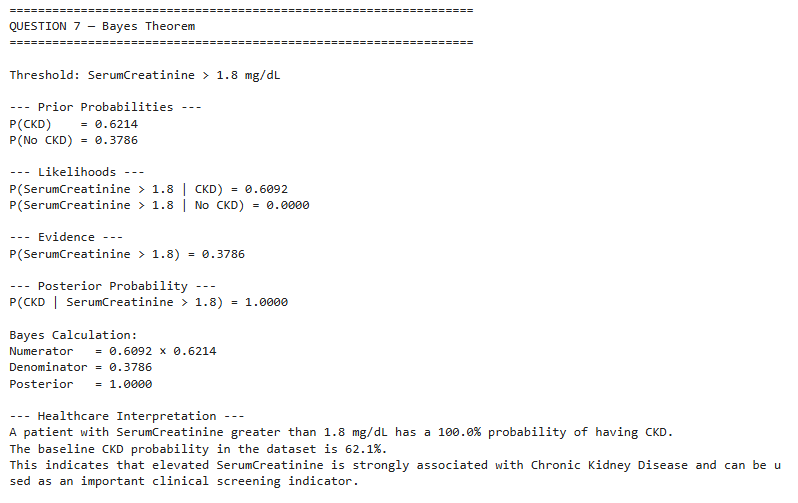 =================================================================
QUESTION 7 — Bayes Theorem
=================================================================
Threshold: SerumCreatinine > 1.8 mg/dL
--- Prior Probabilities ---
P(CKD)    = 0.6214
P(No CKD) = 0.3786
--- Likelihoods ---
P(SerumCreatinine > 1.8 | CKD) = 0.6092
P(SerumCreatinine > 1.8 | No CKD) = 0.0000
--- Evidence ---
P(SerumCreatinine > 1.8) = 0.3786
--- Posterior Probability ---
P(CKD | SerumCreatinine > 1.8) = 1.0000
Bayes Calculation:
Numerator   = 0.6092 × 0.6214
Denominator = 0.3786
Posterior   = 1.0000
--- Healthcare Interpretation ---
A patient with SerumCreatinine greater than 1.8 mg/dL has a 100.0% probability of having CKD.
The baseline CKD probability in the dataset is 62.1%.
This indicates that elevated SerumCreatinine is strongly associated with Chronic Kidney Disease and can be u
sed as an important clinical screening indicator.